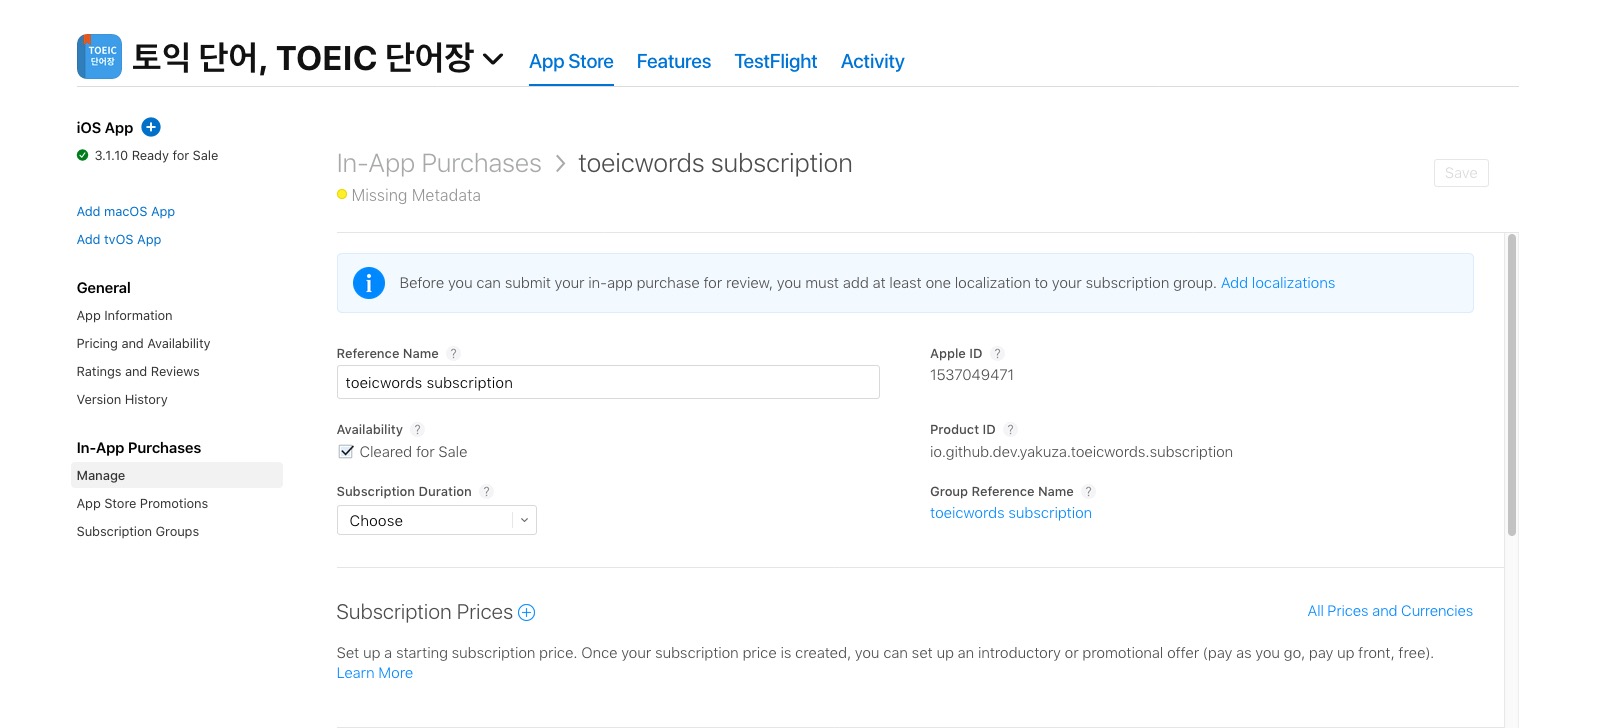 TOEIC
단어장
토익 단어, TOEIC 단어장
App Store Features TestFlight Activity
iOS App
3.1.10 Ready for Sale
Add macOS App
Add tvOS App
General
App Information
Pricing and Availability
Ratings and Reviews
Version History
In-App Purchases
Manage
App Store Promotions
Subscription Groups
In-App Purchases > toeicwords subscription
Save
Missing Metadata
Before you can submit your in-app purchase for review, you must add at least one localization to your subscription group. Add localizations
Reference Name ?
toeicwords subscription
Apple ID ?
1537049471
Availability ?
Cleared for Sale
Product ID ?
io.github.dev.yakuza.toeicwords.subscription
Subscription Duration ?
Choose
Group Reference Name ?
toeicwords subscription
Subscription Prices
All Prices and Currencies
Set up a starting subscription price. Once your subscription price is created, you can set up an introductory or promotional offer (pay as you go, pay up front, free).
Learn More